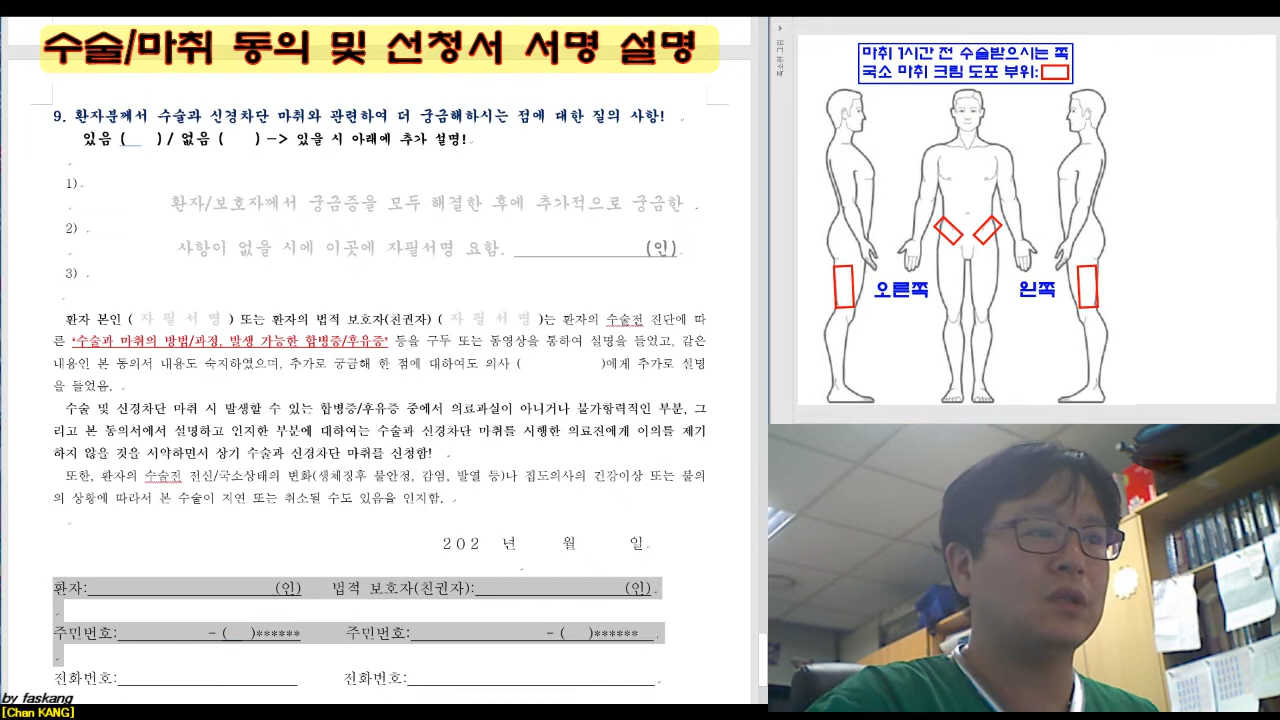 수술/마취 동의 및 신청서 서명 설명
9. 환자분께서 수술과 신경차단 마취와 관련하여 더 궁금해하시는 점에 대한 질의 사항!
있음 ( ) / 없음 ( ) -> 있을 시 아래에 추가 설명!
1)
환자/보호자께서 궁금증을 모두 해결한 후에 추가적으로 궁금한
2)
사항이 없을 시에 이곳에 자필서명 요함. ______________(인)
3)
환자 본인 ( 자 필 서 명 ) 또는 환자의 법적 보호자(친권자) ( 자 필 서 명 )는 환자의 수술전 진단에 따
른 '수술과 마취의 방법/과정, 발생 가능한 합병증/후유증' 등을 구두 또는 동영상을 통하여 설명을 들었고, 같은
내용인 본 동의서 내용도 숙지하였으며, 추가로 궁금해 한 점에 대하여도 의사 ( )에게 추가로 설명
을 들었음.
수술 및 신경차단 마취 시 발생할 수 있는 합병증/후유증 중에서 의료과실이 아니거나 불가항력적인 부분, 그
리고 본 동의서에서 설명하고 인지한 부분에 대하여는 수술과 신경차단 마취를 시행한 의료진에게 이의를 제기
하지 않을 것을 서약하면서 상기 수술과 신경차단 마취를 신청함!
또한, 환자의 수술전 전신/국소상태의 변화(생체징후 불안정, 감염, 발열 등)나 집도의사의 건강이상 또는 불의
의 상황에 따라서 본 수술이 지연 또는 취소될 수도 있음을 인지함.
202 년 월 일
환자:______________(인) 법적 보호자(친권자):______________(인)
주민번호:__________ - ( )****** 주민번호:__________ - ( )******
전화번호:______________ 전화번호:______________
by faskang
[Chan KANG]
마취 1시간 전 수술받으시는 쪽
국소 마취 크림 도포 부위:
오른쪽 왼쪽